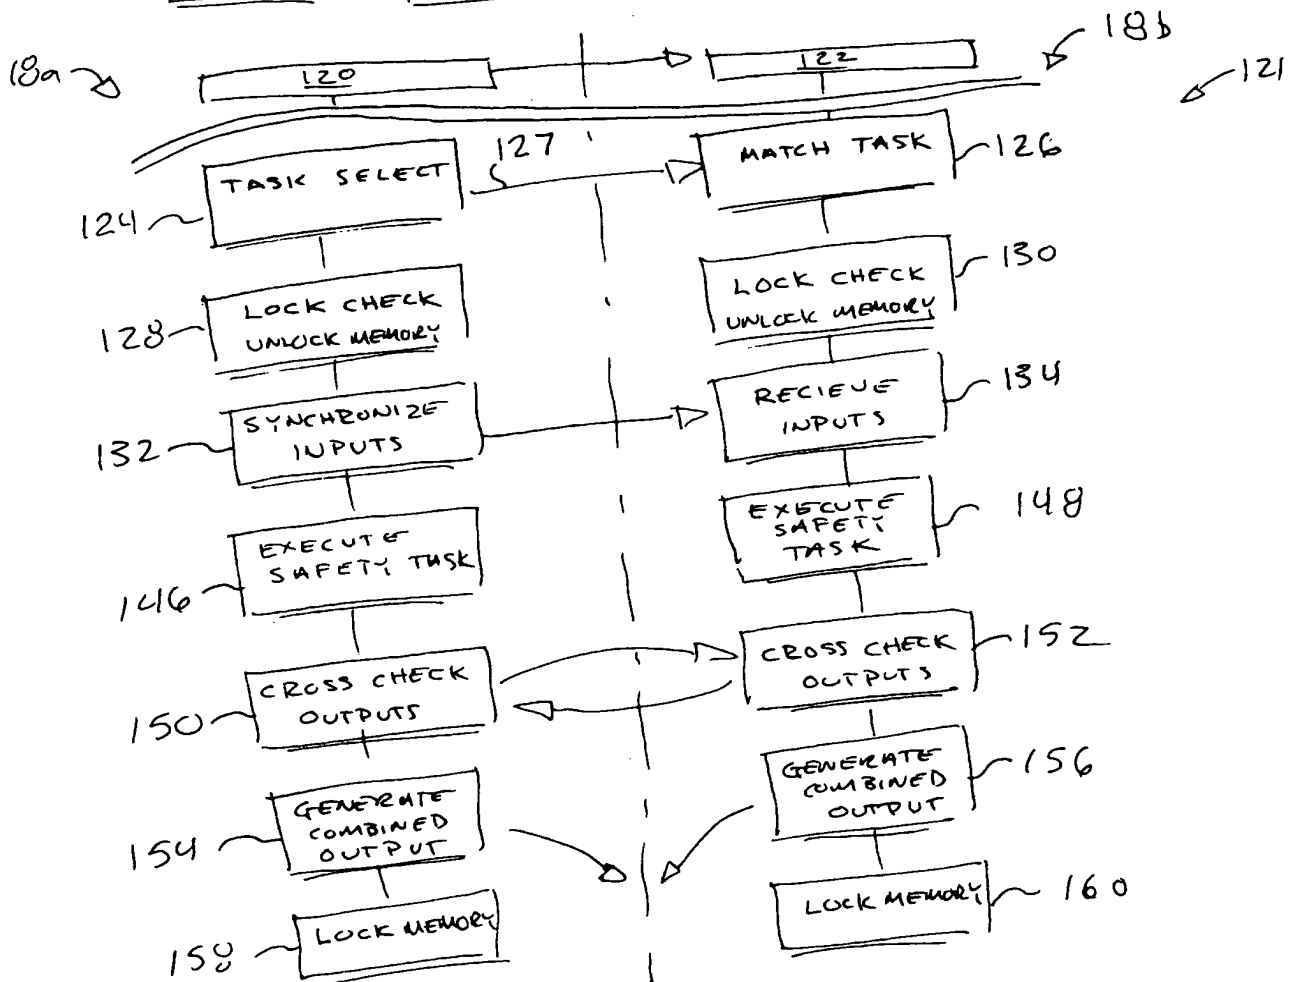 18a
120
122
18b
121
127
TASK SELECT
124
MATCH TASK
126
LOCK CHECK
UNLOCK MEMORY
128
LOCK CHECK
UNLOCK MEMORY
130
SYNCHRONIZE
INPUTS
132
RECIEVE
INPUTS
134
EXECUTE
SAFETY TASK
146
EXECUTE
SAFETY
TASK
148
CROSS CHECK
OUTPUTS
150
CROSS CHECK
OUTPUTS
152
GENERATE
COMBINED
OUTPUT
154
GENERATE
COMBINED
OUTPUT
156
LOCK MEMORY
158
LOCK MEMORY
160